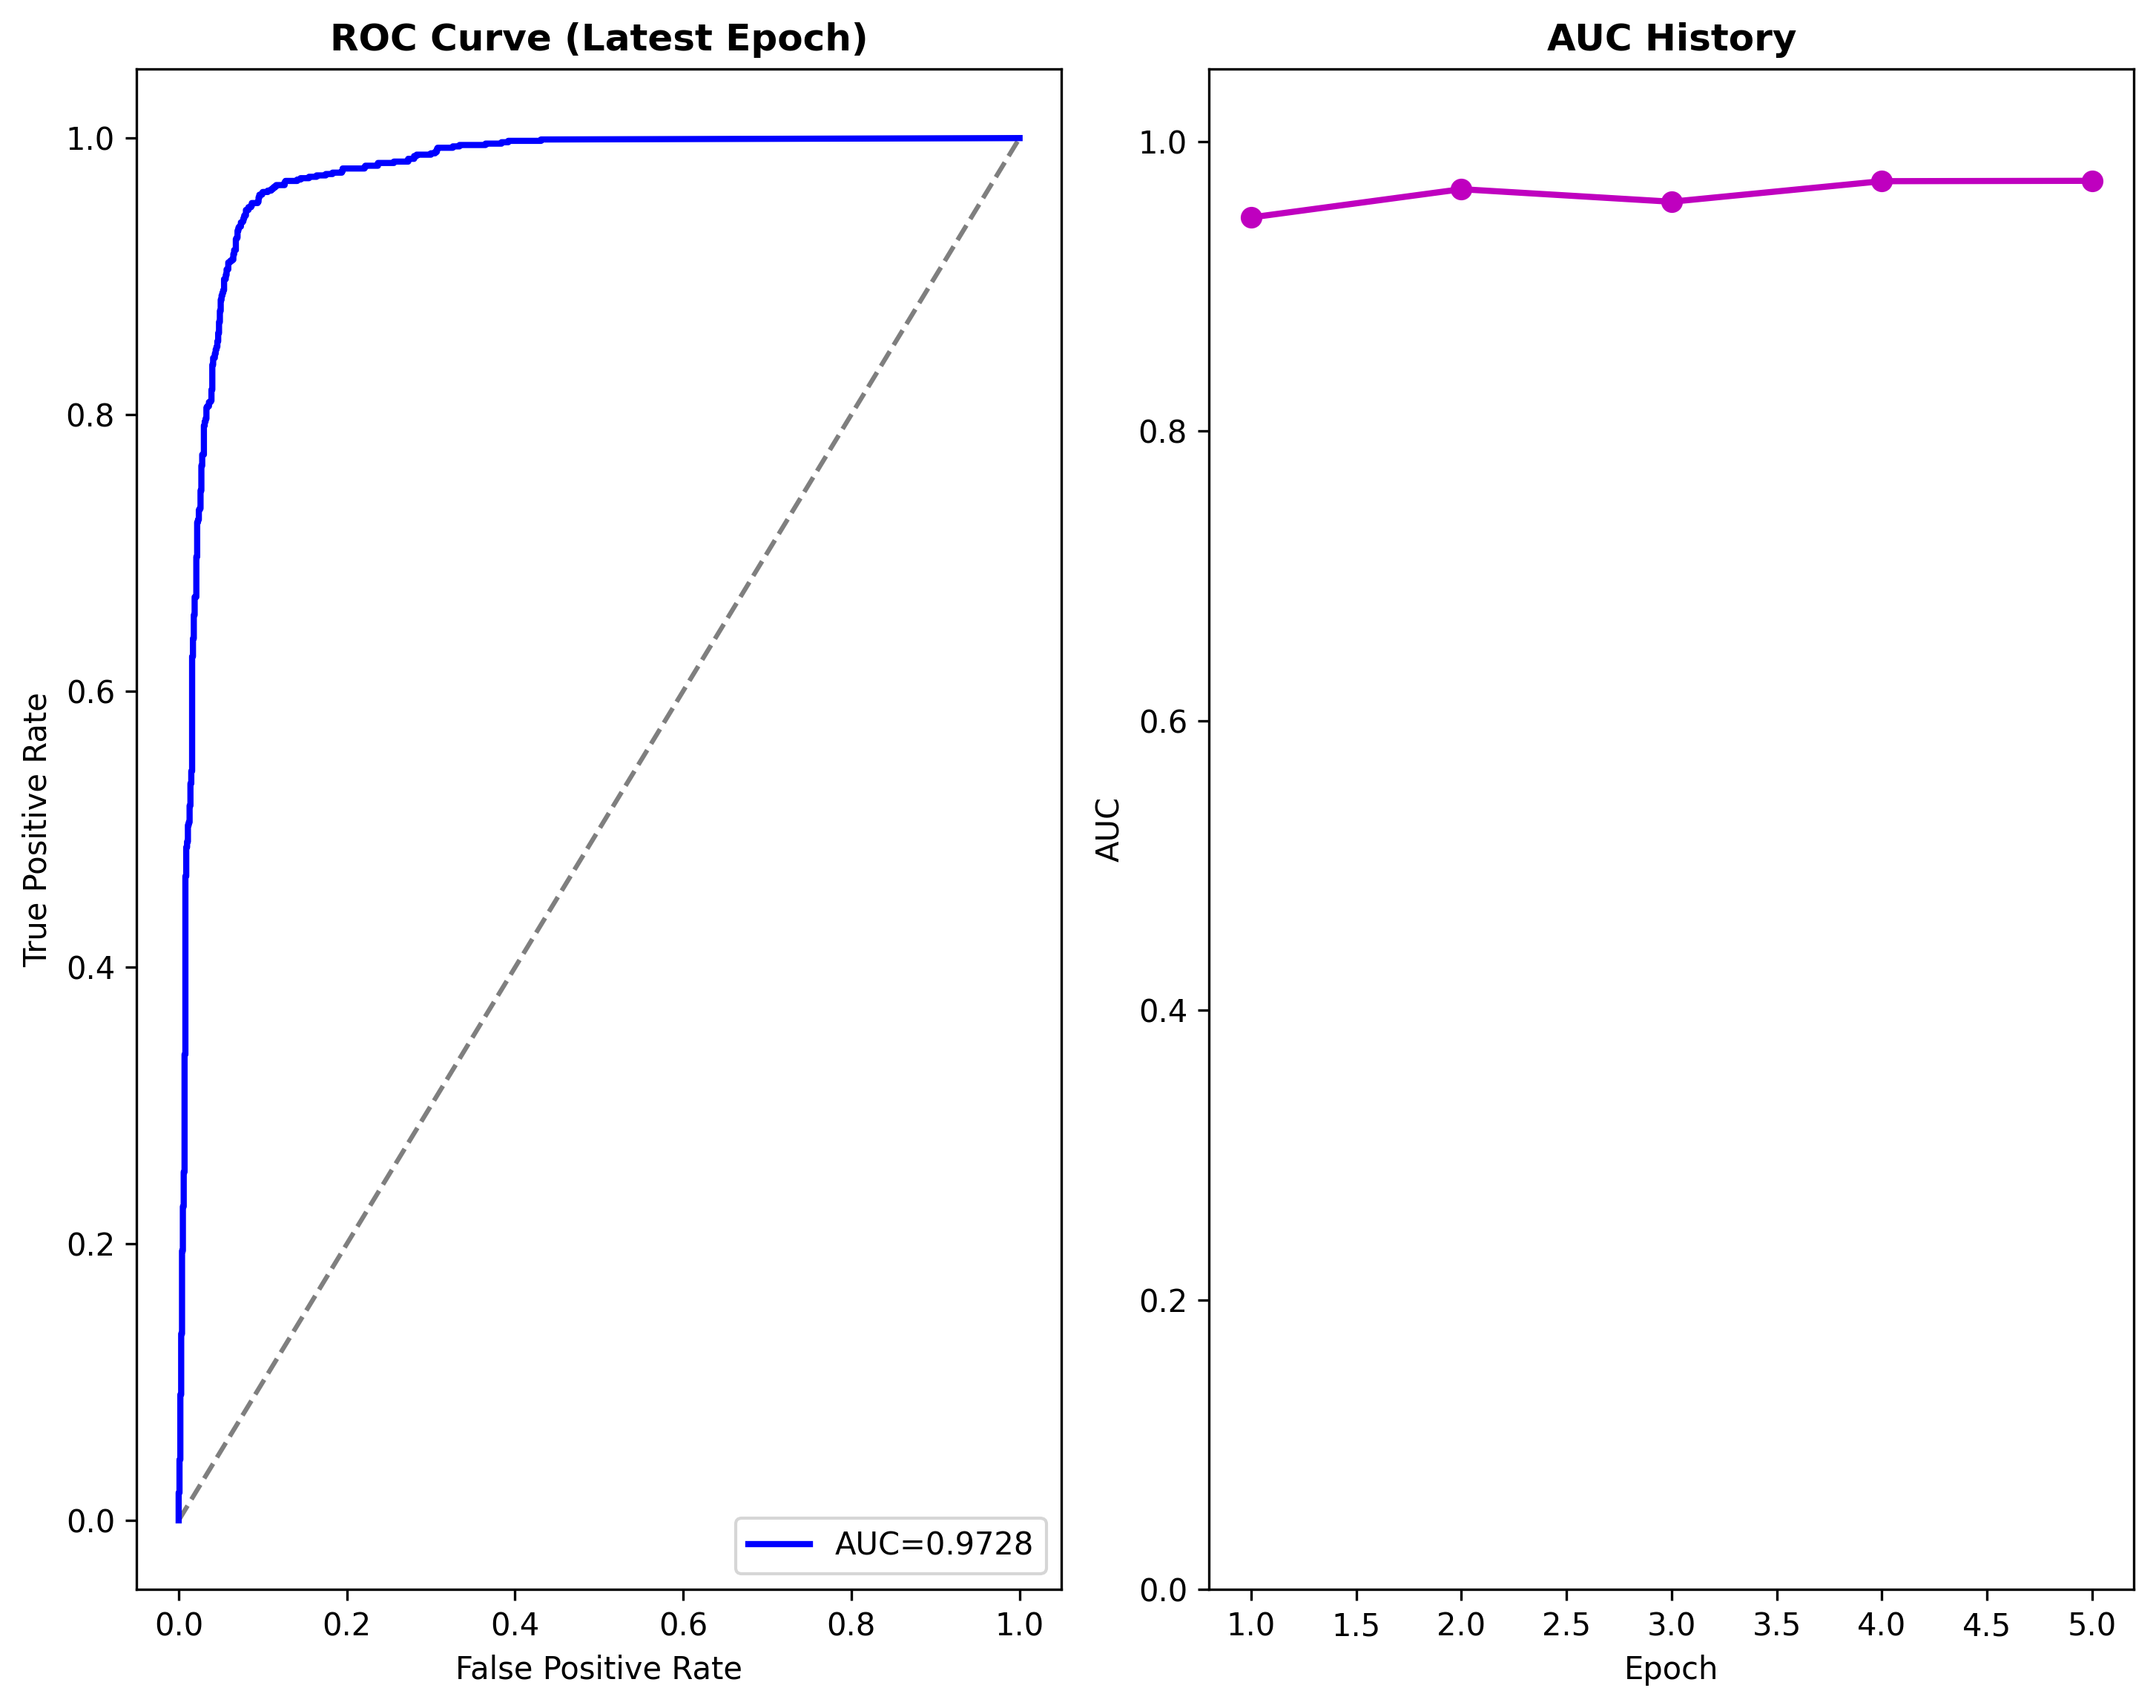 ROC Curve (Latest Epoch)
True Positive Rate
1.0
0.8
0.6
0.4
0.2
0.0
0.0 0.2 0.4 0.6 0.8 1.0
False Positive Rate
AUC=0.9728
AUC History
AUC
1.0
0.8
0.6
0.4
0.2
0.0
1.0 1.5 2.0 2.5 3.0 3.5 4.0 4.5 5.0
Epoch